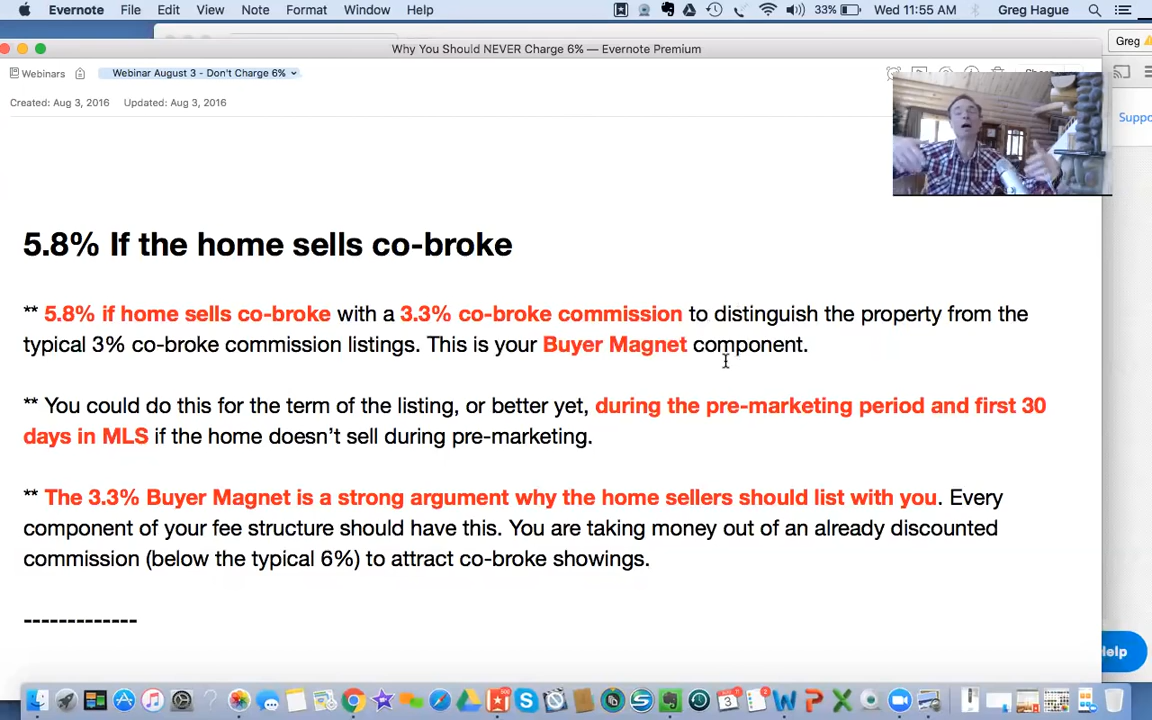 Evernote File Edit View Note Format Window Help 33% Wed 11:55 AM Greg Hague
Why You Should NEVER Charge 6% — Evernote Premium
Greg
Webinars Webinar August 3 - Don't Charge 6%
Share
Created: Aug 3, 2016 Updated: Aug 3, 2016
Suppo
5.8% If the home sells co-broke
** 5.8% if home sells co-broke with a 3.3% co-broke commission to distinguish the property from the
typical 3% co-broke commission listings. This is your Buyer Magnet component.
** You could do this for the term of the listing, or better yet, during the pre-marketing period and first 30
days in MLS if the home doesn’t sell during pre-marketing.
** The 3.3% Buyer Magnet is a strong argument why the home sellers should list with you. Every
component of your fee structure should have this. You are taking money out of an already discounted
commission (below the typical 6%) to attract co-broke showings.
-------------
Help